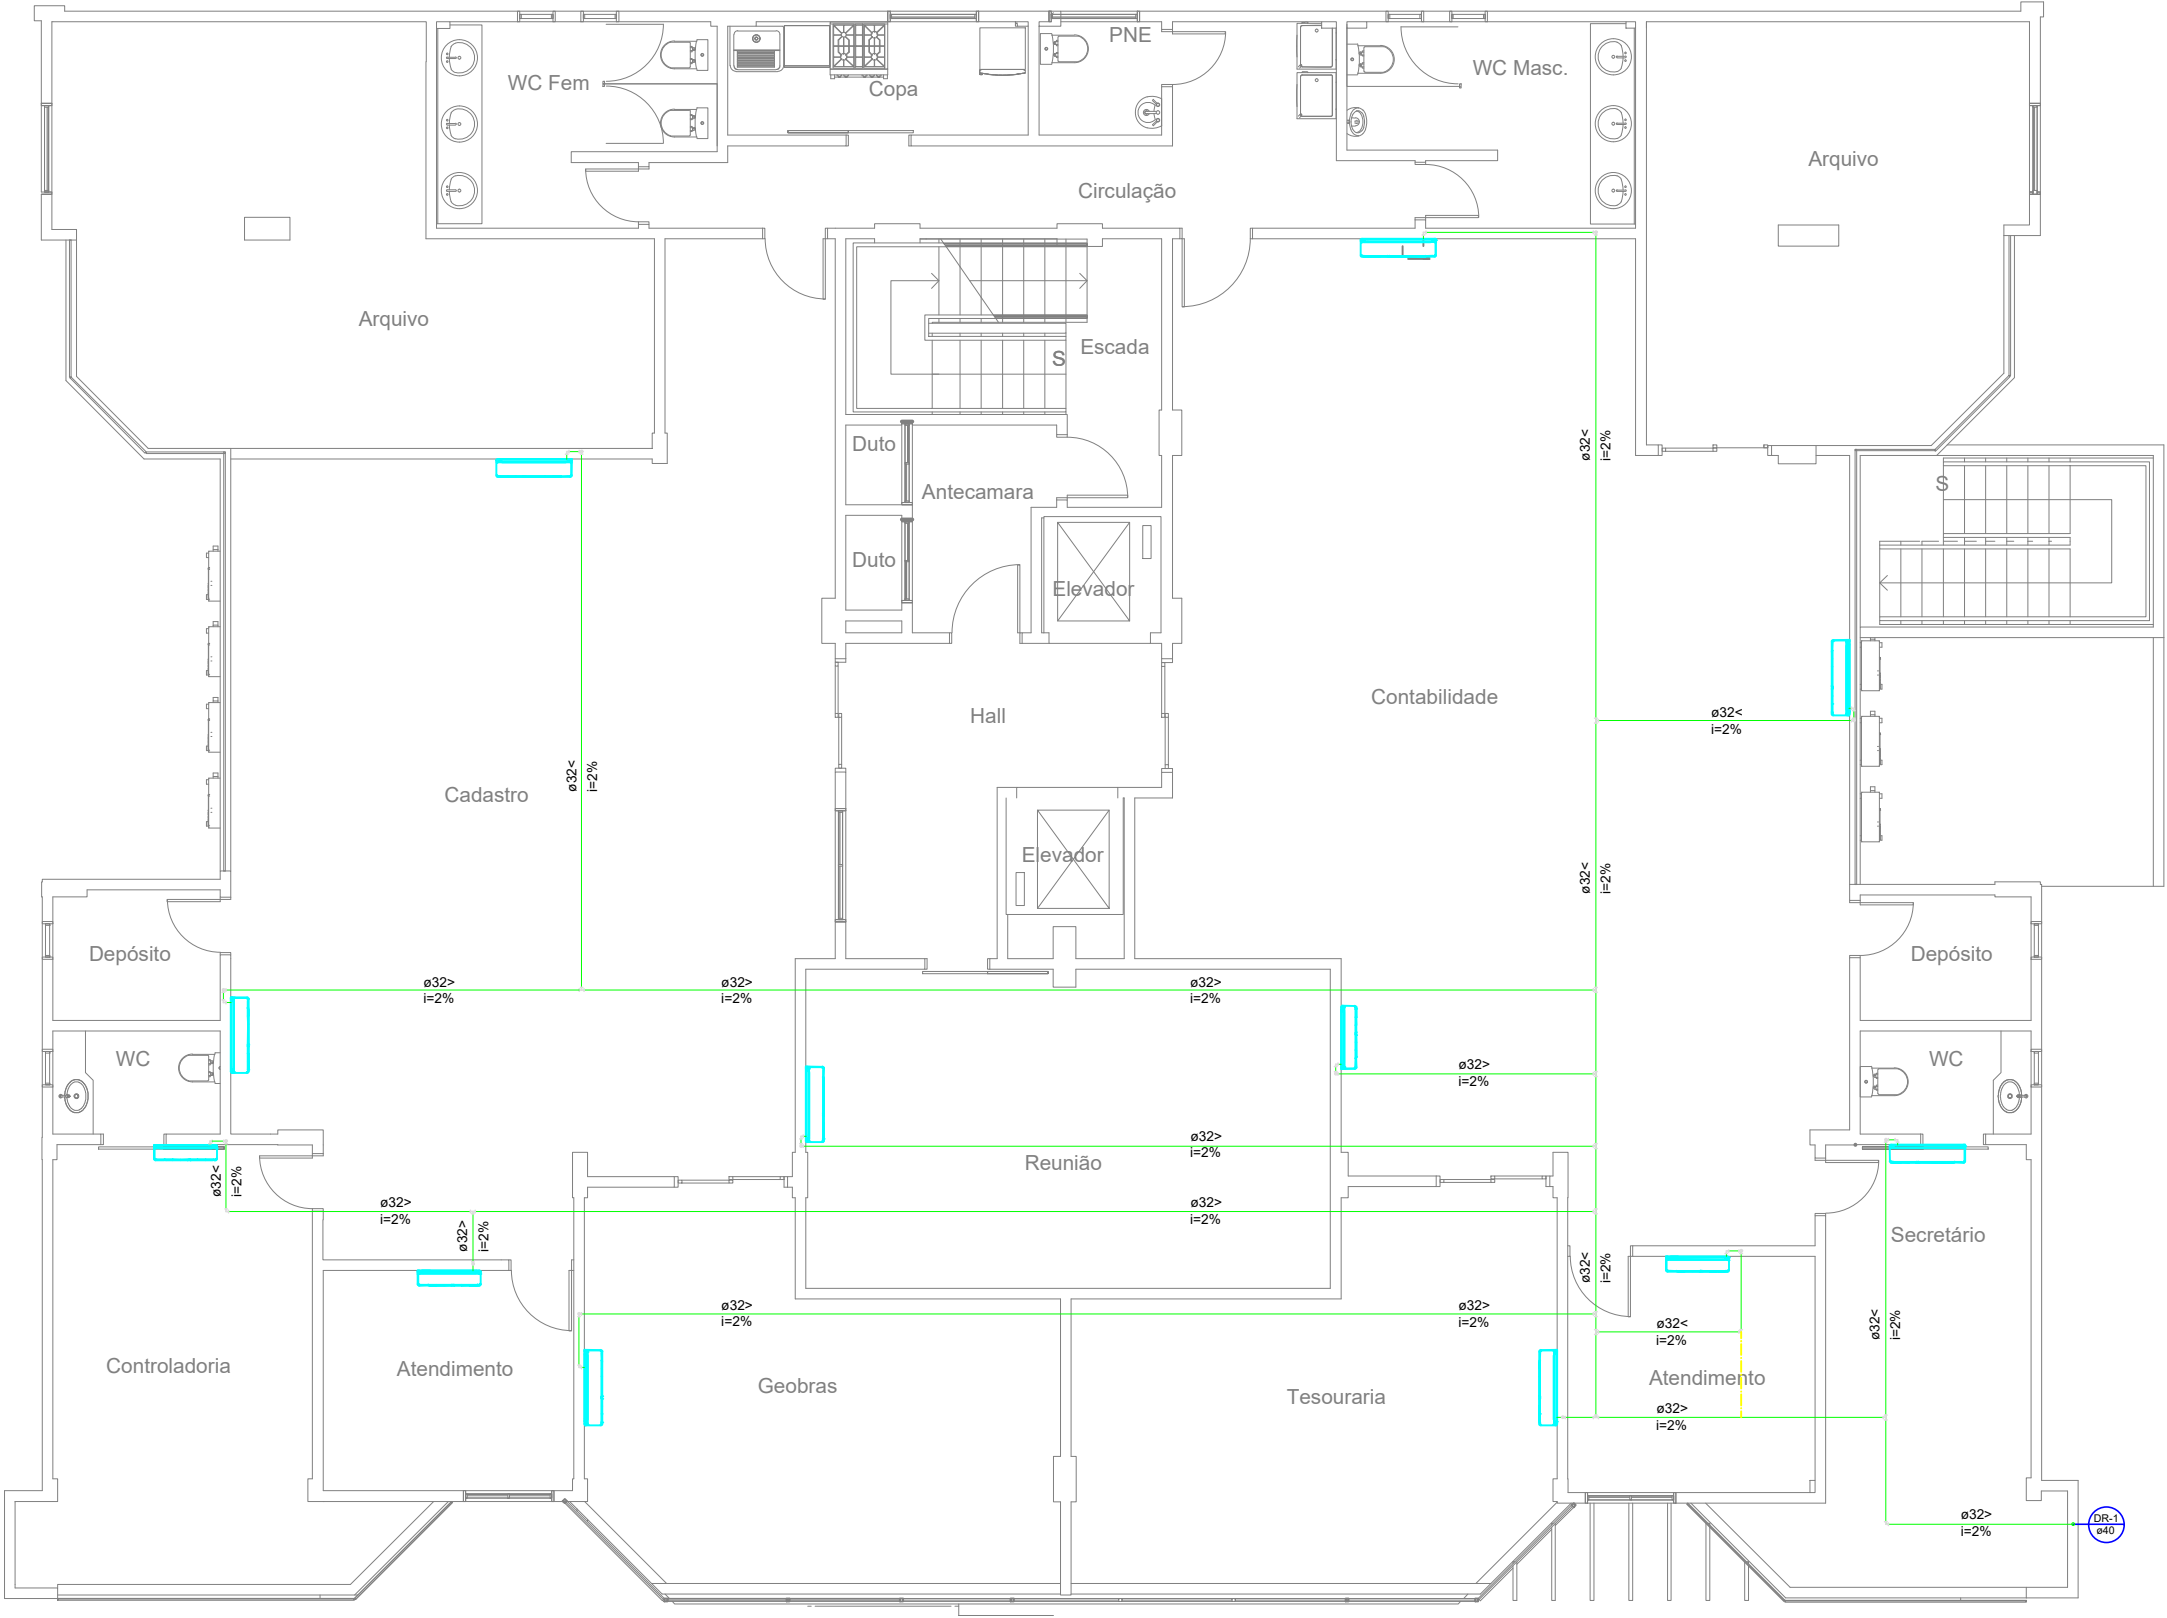 PNE
WC Fem
Copa
WC Masc.
Arquivo
Circulação
Arquivo
Escada
S
Duto
Antecamara
ø32<
i=2%
S
Duto
Elevador
Contabilidade
Hall
ø32<
i=2%
ø32<
i=2%
Cadastro
Elevador
ø32<
i=2%
Depósito
Depósito
ø32>
i=2%
ø32>
i=2%
ø32>
i=2%
WC
WC
ø32>
i=2%
ø32>
i=2%
Reunião
ø32<
i=2%
ø32>
i=2%
ø32>
i=2%
ø32>
i=2%
Secretário
ø32<
i=2%
ø32>
i=2%
ø32>
i=2%
ø32<
i=2%
ø32<
i=2%
Controladoria
Atendimento
Geobras
Tesouraria
Atendimento
ø32>
i=2%
ø32>
i=2%
DR-1
ø40